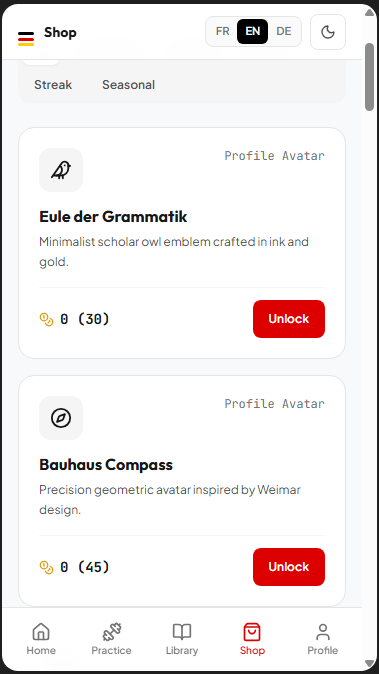 Shop
FR EN DE
Streak Seasonal
Profile Avatar
Eule der Grammatik
Minimalist scholar owl emblem crafted in ink and
gold.
0 (30)
Unlock
Profile Avatar
Bauhaus Compass
Precision geometric avatar inspired by Weimar
design.
0 (45)
Unlock
Home Practice Library Shop Profile